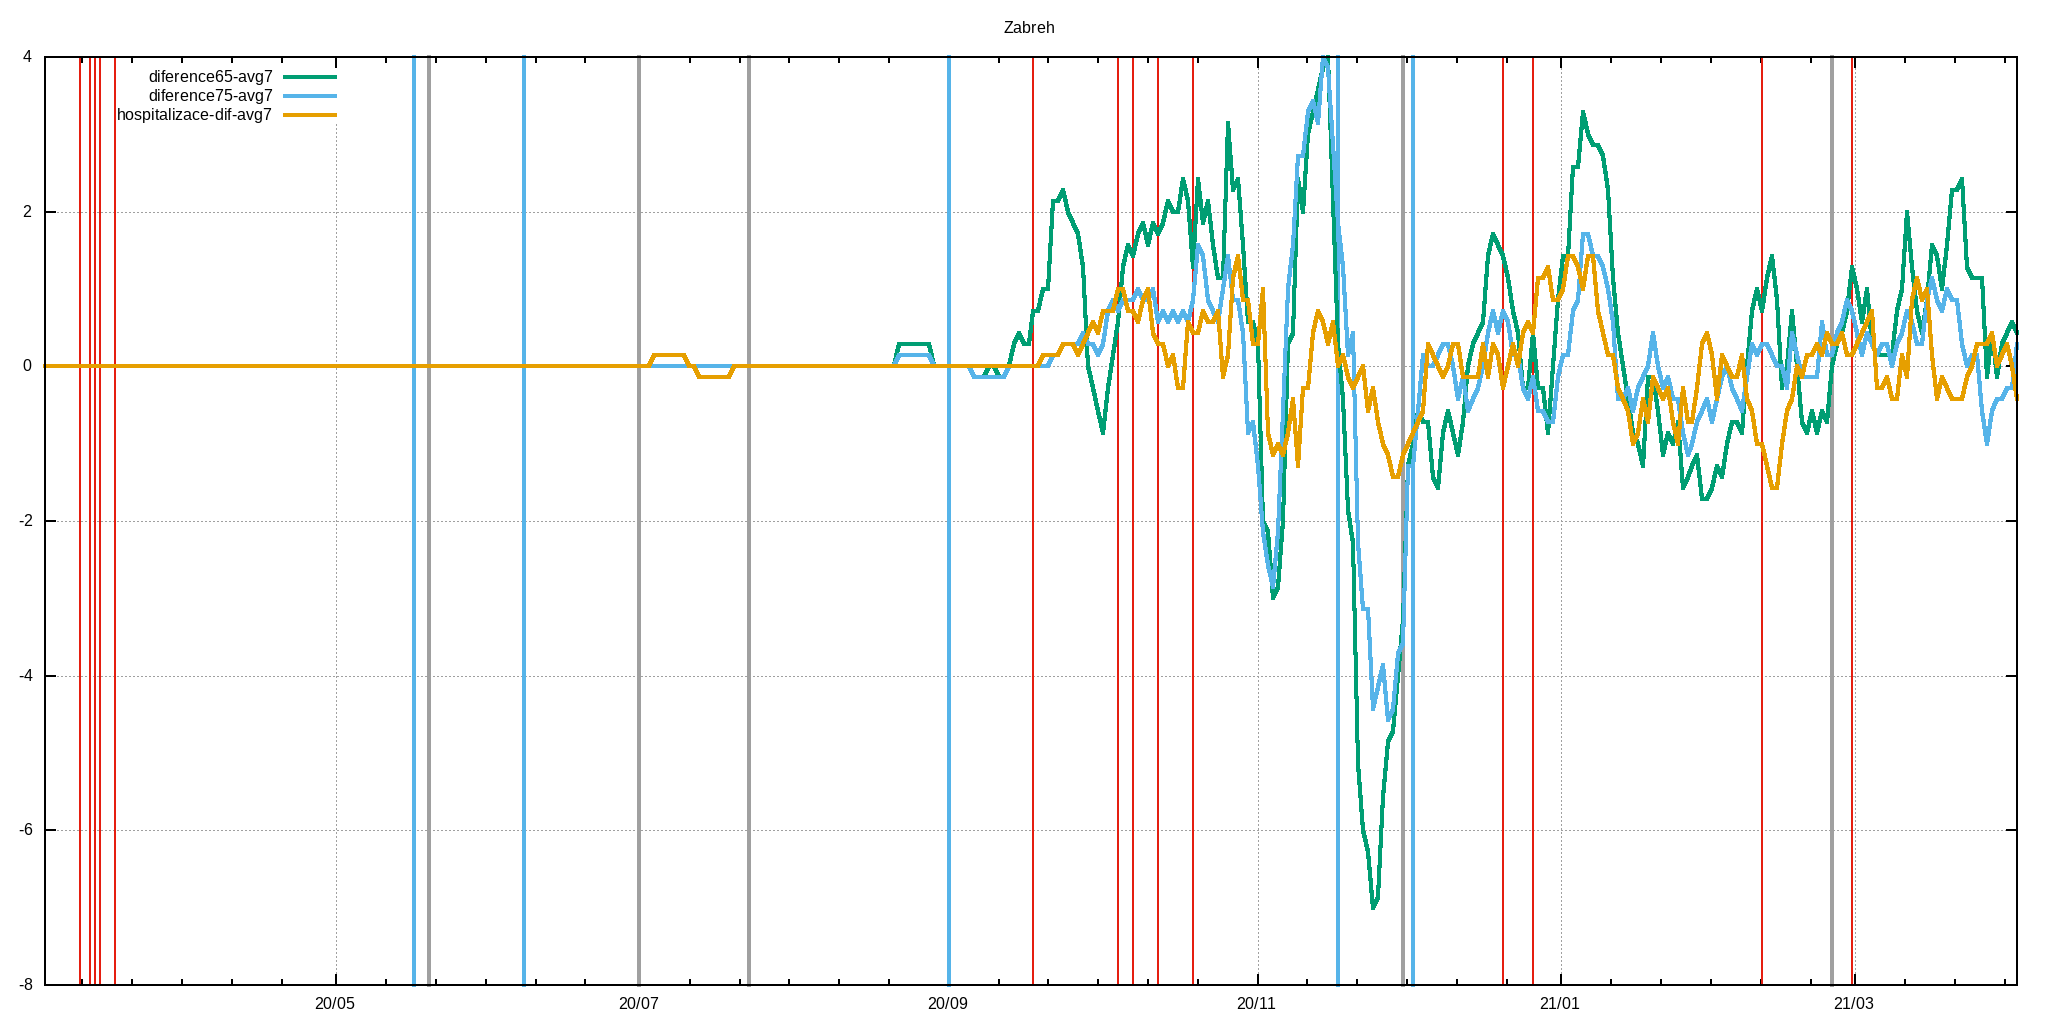 Zabreh
4
diference65-avg7
diference75-avg7
hospitalizace-dif-avg7
2
0
-2
-4
-6
-8
20/05 20/07 20/09 20/11 21/01 21/03